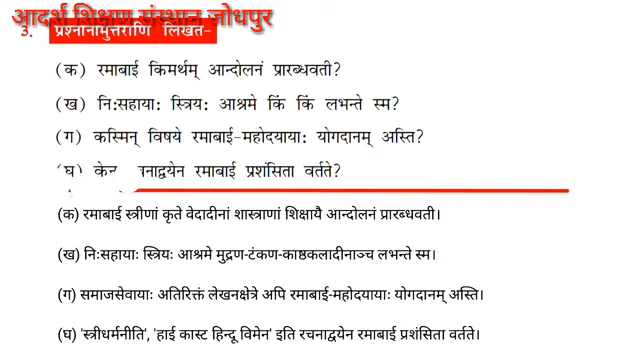 आदर्श शिक्षण संस्थान जोधपुर
3. प्रश्नानामुत्तराणि लिखत-
(क) रमाबाई किमर्थम् आन्दोलनं प्रारब्धवती?
(ख) नि:सहाया: स्त्रिय: आश्रमे किं किं लभन्ते स्म?
(ग) कस्मिन् विषये रमाबाई-महोदयाया: योगदानम् अस्ति?
(घ) केन चनाद्वयेन रमाबाई प्रशंसिता वर्तते?
(क) रमाबाई स्त्रीणां कृते वेदादीनां शास्त्राणां शिक्षायै आन्दोलनं प्रारब्धवती।
(ख) निःसहायाः स्त्रियः आश्रमे मुद्रण-टंकण-काष्ठकलादीनाञ्च लभन्ते स्म।
(ग) समाजसेवायाः अतिरिक्तं लेखनक्षेत्रे अपि रमाबाई-महोदयायाः योगदानम् अस्ति।
(घ) 'स्त्रीधर्मनीति', 'हाई कास्ट हिन्दू विमेन' इति रचनाद्वयेन रमाबाई प्रशंसिता वर्तते।